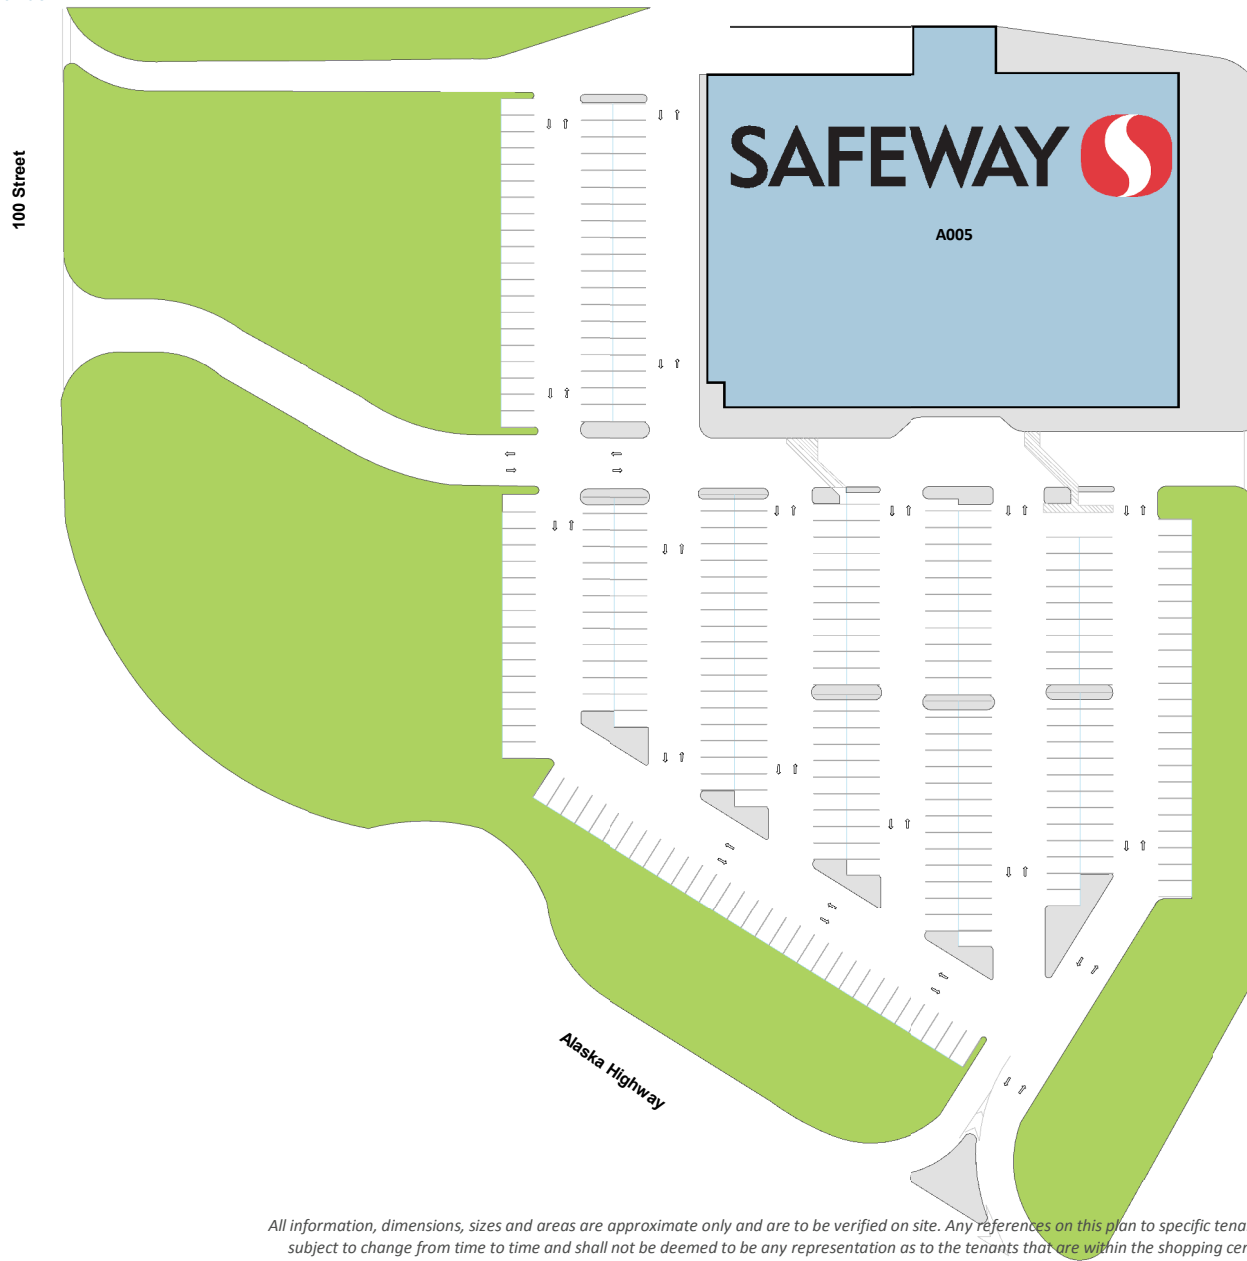 100 Street
SAFEWAY
A005
Alaska Highway
All information, dimensions, sizes and areas are approximate only and are to be verified on site. Any references on this plan to specific
subject to change from time to time and shall not be deemed to be any representation as to the tenants that are within the shopping